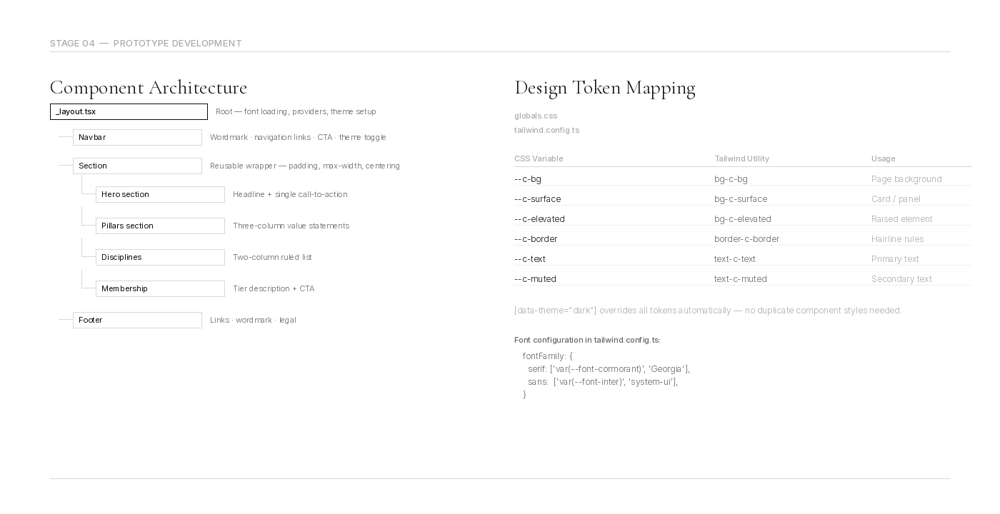 STAGE 04 — PROTOTYPE DEVELOPMENT
Component Architecture
_layout.tsx
Root — font loading, providers, theme setup
Navbar
Wordmark · navigation links · CTA · theme toggle
Section
Reusable wrapper — padding, max-width, centering
Hero section
Headline + single call-to-action
Pillars section
Three-column value statements
Disciplines
Two-column ruled list
Membership
Tier description + CTA
Footer
Links · wordmark · legal
Design Token Mapping
globals.css
tailwind.config.ts
CSS Variable Tailwind Utility Usage
--c-bg bg-c-bg Page background
--c-surface bg-c-surface Card / panel
--c-elevated bg-c-elevated Raised element
--c-border border-c-border Hairline rules
--c-text text-c-text Primary text
--c-muted text-c-muted Secondary text
[data-theme="dark"] overrides all tokens automatically — no duplicate component styles needed.
Font configuration in tailwind.config.ts:
fontFamily: {
serif: ['var(--font-cormorant)', 'Georgia'],
sans: ['var(--font-inter)', 'system-ui'],
}